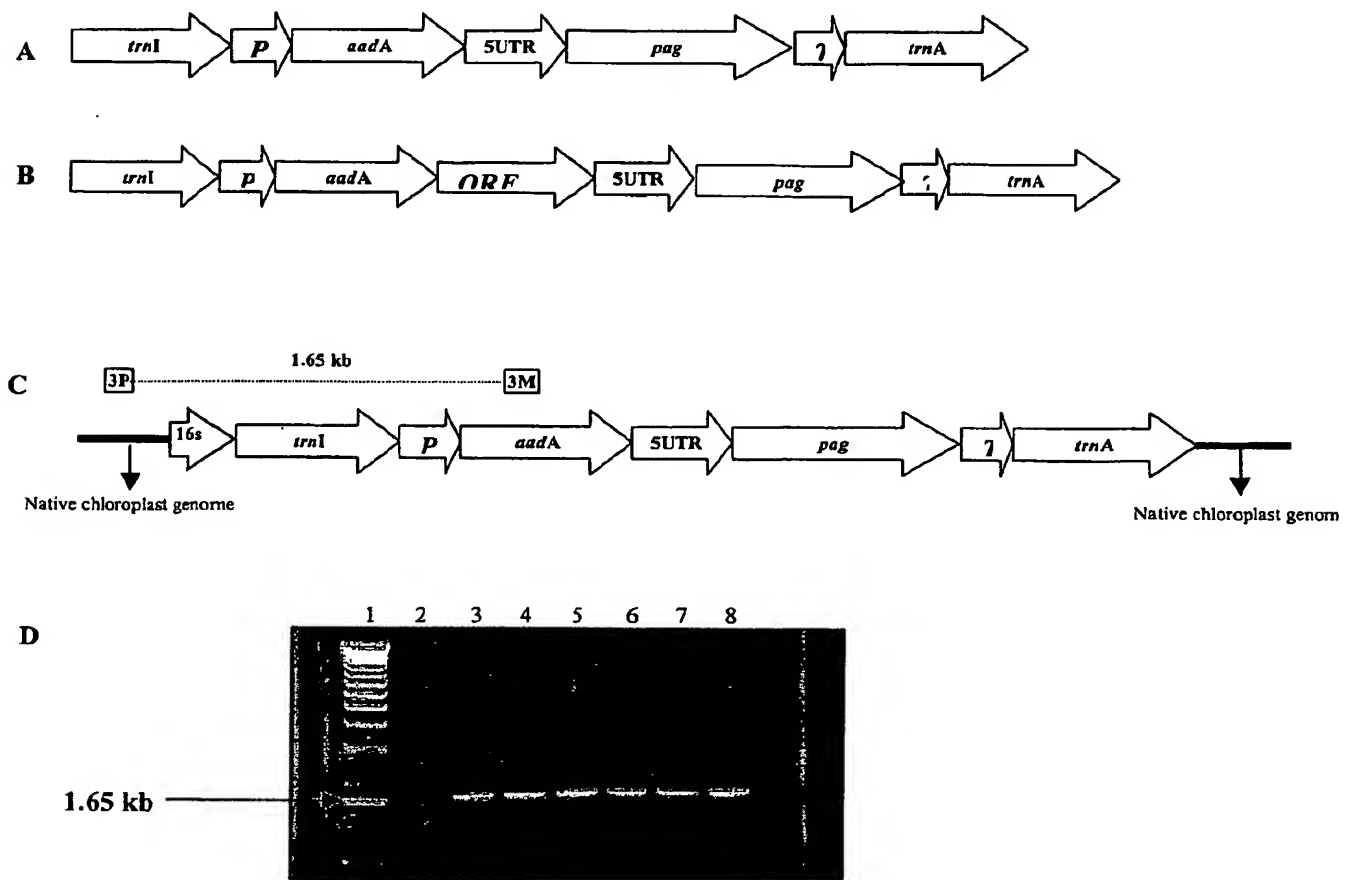 A trnI P aadA 5UTR pag trnA
B trnI P aadA ORF 5UTR pag trnA
1.65 kb
C 3P 3M
16s trnI P aadA 5UTR pag trnA
Native chloroplast genome
Native chloroplast genom
1 2 3 4 5 6 7 8
D
1.65 kb